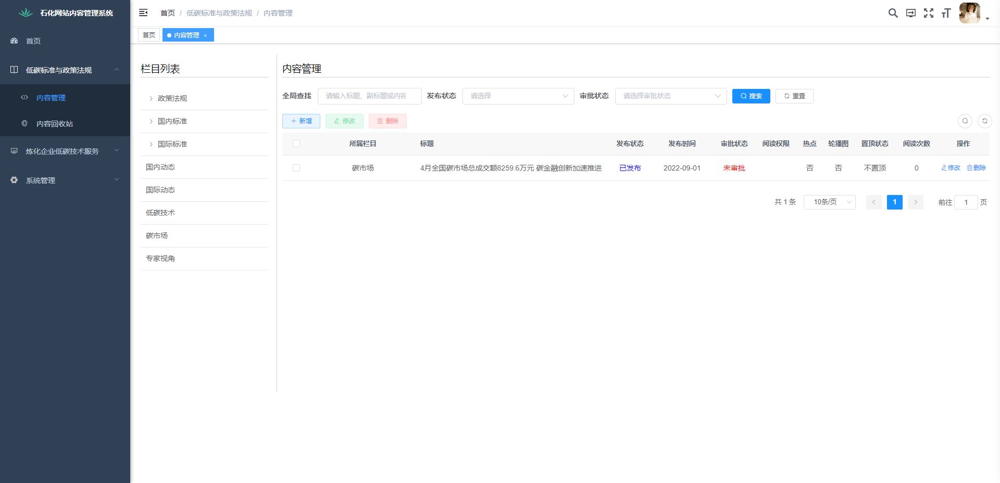 石化网站内容管理系统
首页
低碳标准与政策法规
内容管理
内容回收站
炼化企业低碳技术服务
系统管理
首页 / 低碳标准与政策法规 / 内容管理
首页
内容管理 ×
栏目列表
政策法规
国内标准
国际标准
国内动态
国际动态
低碳技术
碳市场
专家视角
内容管理
全局查找 请输入标题、副标题或内容 发布状态 请选择 审批状态 请选择审批状态 搜索 重置
新增 修改 删除
所属栏目 标题 发布状态 发布时间 审批状态 阅读权限 热点 轮播图 置顶状态 阅读次数 操作
碳市场 4月全国碳市场总成交额8259.6万元 碳金融创新加速推进 已发布 2022-09-01 未审批 否 否 不置顶 0 修改 删除
共 1 条 10条/页 1 前往 1 页